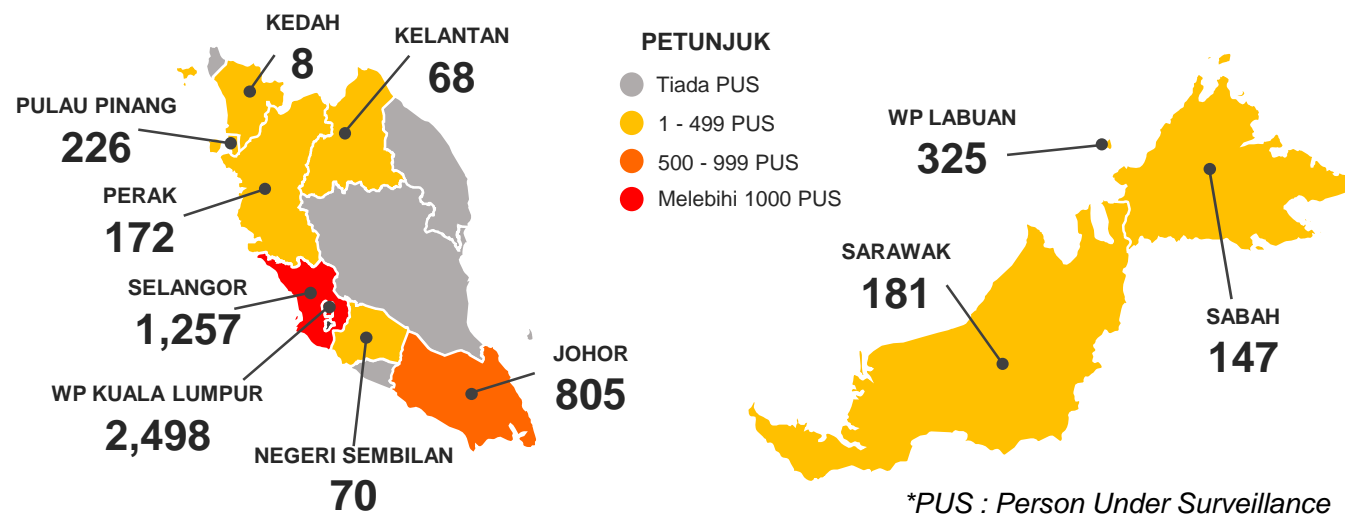 KEDAH
8
KELANTAN
68
PULAU PINANG
226
PERAK
172
SELANGOR
1,257
WP KUALA LUMPUR
2,498
NEGERI SEMBILAN
70
JOHOR
805
PETUNJUK
Tiada PUS
1 - 499 PUS
500 - 999 PUS
Melebihi 1000 PUS
WP LABUAN
325
SARAWAK
181
SABAH
147
*PUS : Person Under Surveillance